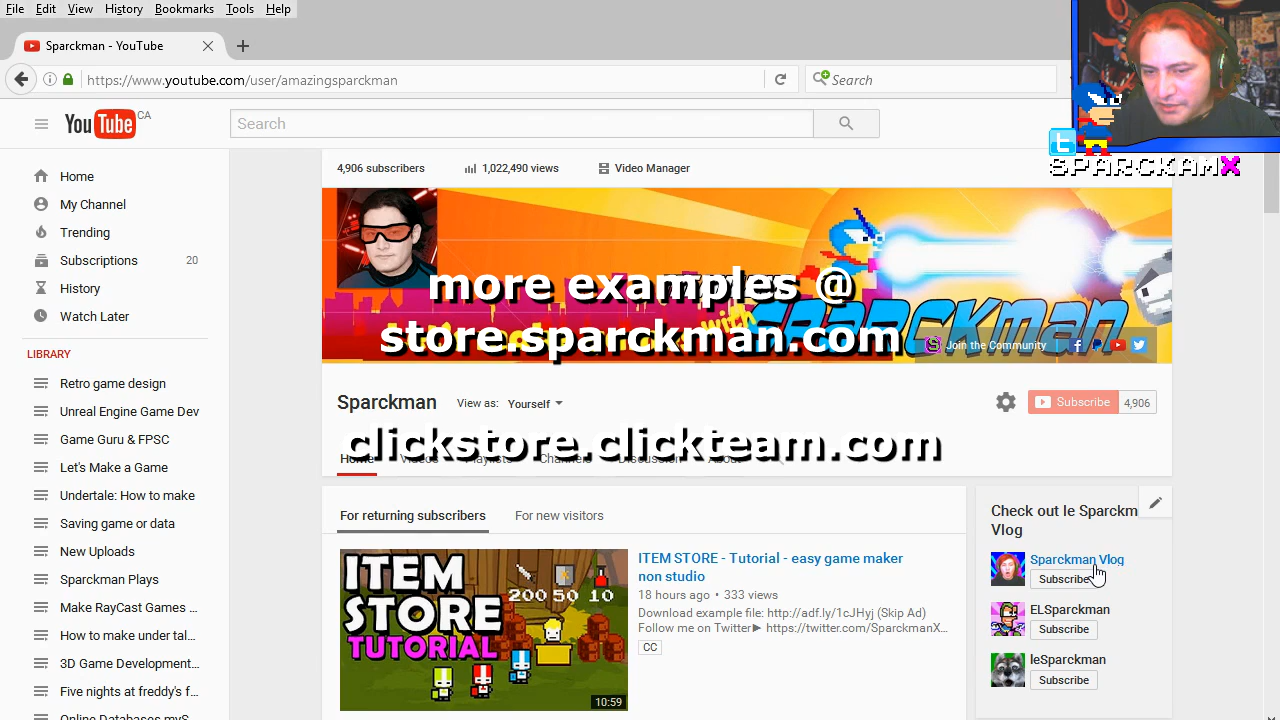 File Edit View History Bookmarks Tools Help
Sparckman - YouTube
https://www.youtube.com/user/amazingsparckman
Search
YouTube CA
Search
SPARCKMANX
4,906 subscribers
1,022,490 views
Video Manager
Home
My Channel
Trending
Subscriptions 20
History
Watch Later
LIBRARY
Retro game design
Unreal Engine Game Dev
Game Guru & FPSC
Let's Make a Game
Undertale: How to make
Saving game or data
New Uploads
Sparckman Plays
Make RayCast Games ...
How to make under tal...
3D Game Development...
Five nights at freddy's f...
more examples @
store.sparckman.com
with
Sparckman
Join the Community
Sparckman
View as: Yourself
Subscribe 4,906
clickstore.clickteam.com
Home Videos Playlists Channels Discussion
For returning subscribers
For new visitors
ITEM
STORE
TUTORIAL
200 50 10
10:59
ITEM STORE - Tutorial - easy game maker
non studio
18 hours ago • 333 views
Download example file: http://adf.ly/1cJHyj (Skip Ad)
Follow me on Twitter► https://twitter.com/SparckmanX...
CC
Check out le Sparckm
Vlog
Sparckman Vlog
Subscribe
ELSparckman
Subscribe
leSparckman
Subscribe